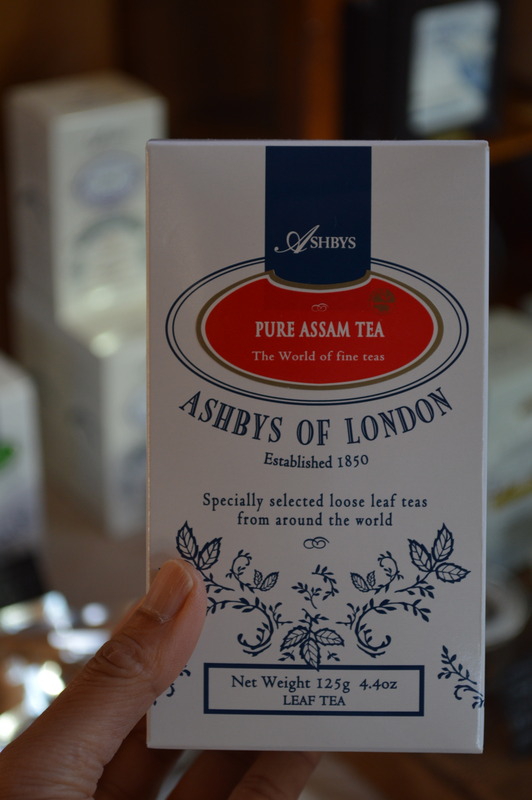 ASHBYS
PURE ASSAM TEA
The World of fine teas
ASHBYS OF LONDON
Established 1850
Specially selected loose leaf teas
from around the world
Net Weight 125g 4.4oz
LEAF TEA